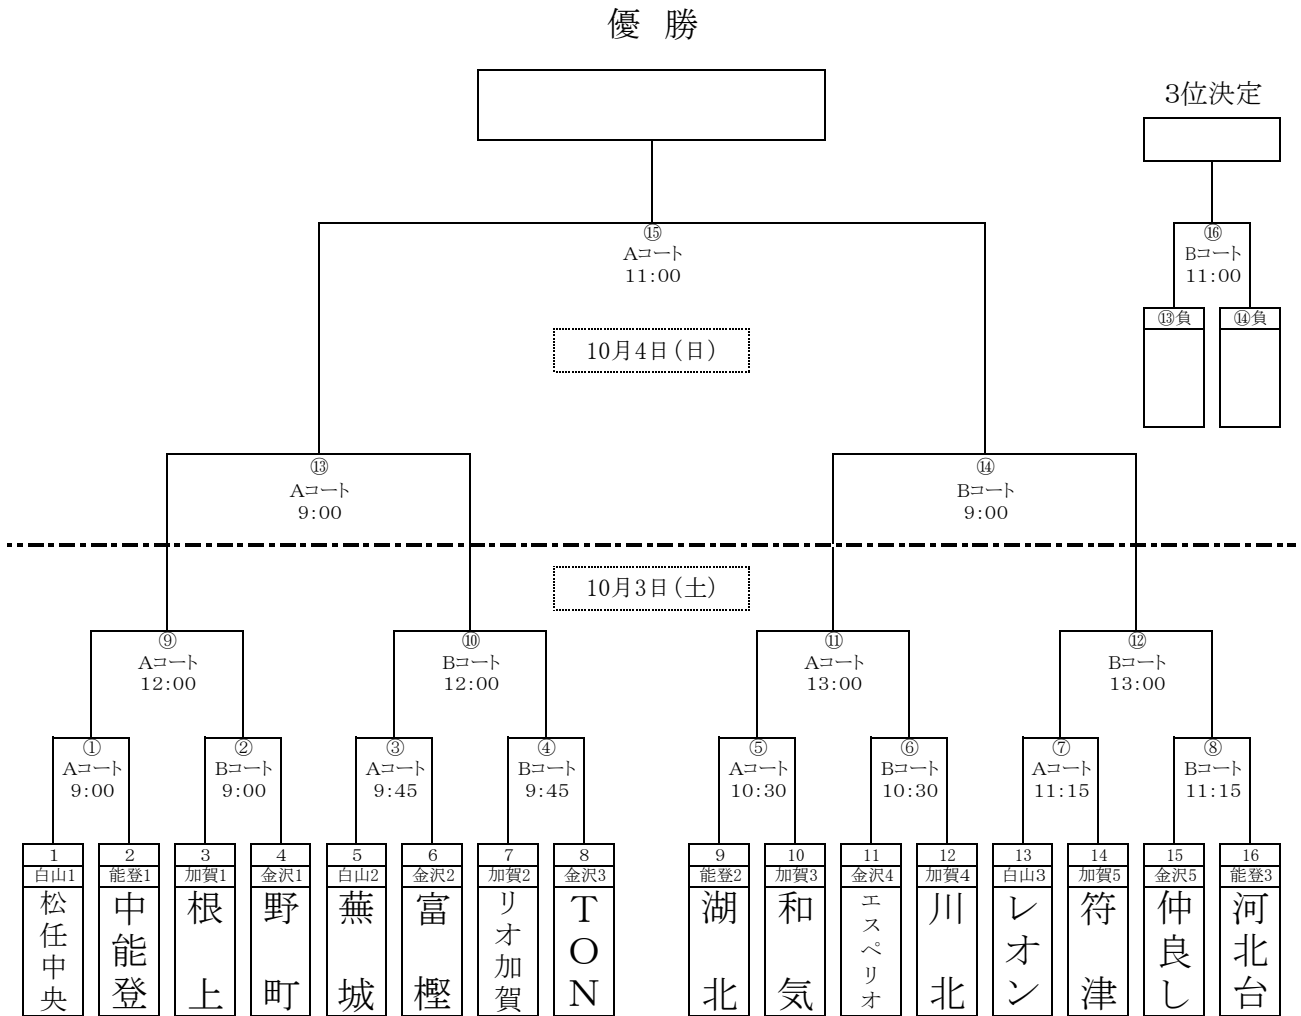 優 勝
3位決定
⑮
Aコート
11:00
⑯
Bコート
11:00
⑬負
⑭負
10月4日(日)
⑬
Aコート
9:00
⑭
Bコート
9:00
10月3日(土)
⑨
Aコート
12:00
⑩
Bコート
12:00
⑪
Aコート
13:00
⑫
Bコート
13:00
①
Aコート
9:00
②
Bコート
9:00
③
Aコート
9:45
④
Bコート
9:45
⑤
Aコート
10:30
⑥
Bコート
10:30
⑦
Aコート
11:15
⑧
Bコート
11:15
1
白山1
松任中央
2
能登1
中能登
3
加賀1
根上
4
金沢1
野町
5
白山2
蕪城
6
金沢2
富樫
7
加賀2
リオ加賀
8
金沢3
TON
9
能登2
湖北
10
加賀3
和気
11
金沢4
エスペリオ
12
加賀4
川北
13
白山3
レオン
14
加賀5
符津
15
金沢5
仲良し
16
能登3
河北台